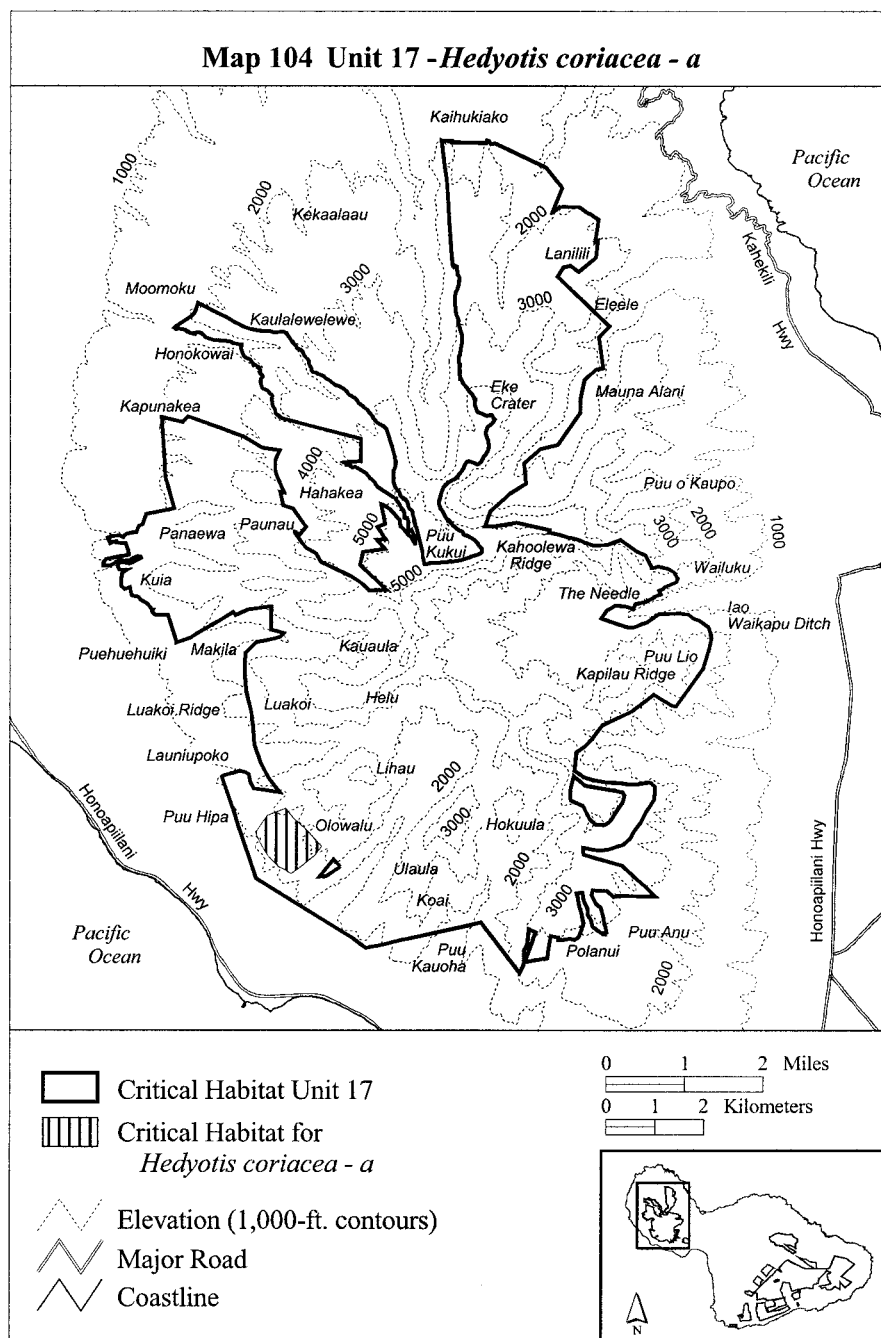 Map 104 Unit 17 - Hedyotis coriacea - a
Kaihukiako
Pacific
Ocean
1000
2000
Kekaalaau
2000
Lanilili
Kahekili
Hwy
3000
Moomoku
Kaulalewelewe
3000
Eleele
Honokowai
Kapunakea
Eke
Crater
Mauna Alani
4000
Hahakea
Puu o Kaupo
Panaewa
Paunau
5000
Puu
Kukui
Kahoolewa
Ridge
3000
2000
1000
Wailuku
5000
Kuia
The Needle
Iao
Waikapu Ditch
Puehuehuiki
Makila
Kauaula
Puu Lio
Kapilau Ridge
Luakoi Ridge
Luakoi
Helu
Launiupoko
Lihau
2000
Honoapiilani
Hwy
Puu Hipa
Olowalu
3000
Hokuula
Ulaula
2000
Koai
3000
Honoapiilani Hwy
Pacific
Ocean
Puu
Kauoha
Polanui
Puu Anu
2000
Critical Habitat Unit 17
Critical Habitat for
Hedyotis coriacea - a
Elevation (1,000-ft. contours)
Major Road
Coastline
0 1 2 Miles
0 1 2 Kilometers
N